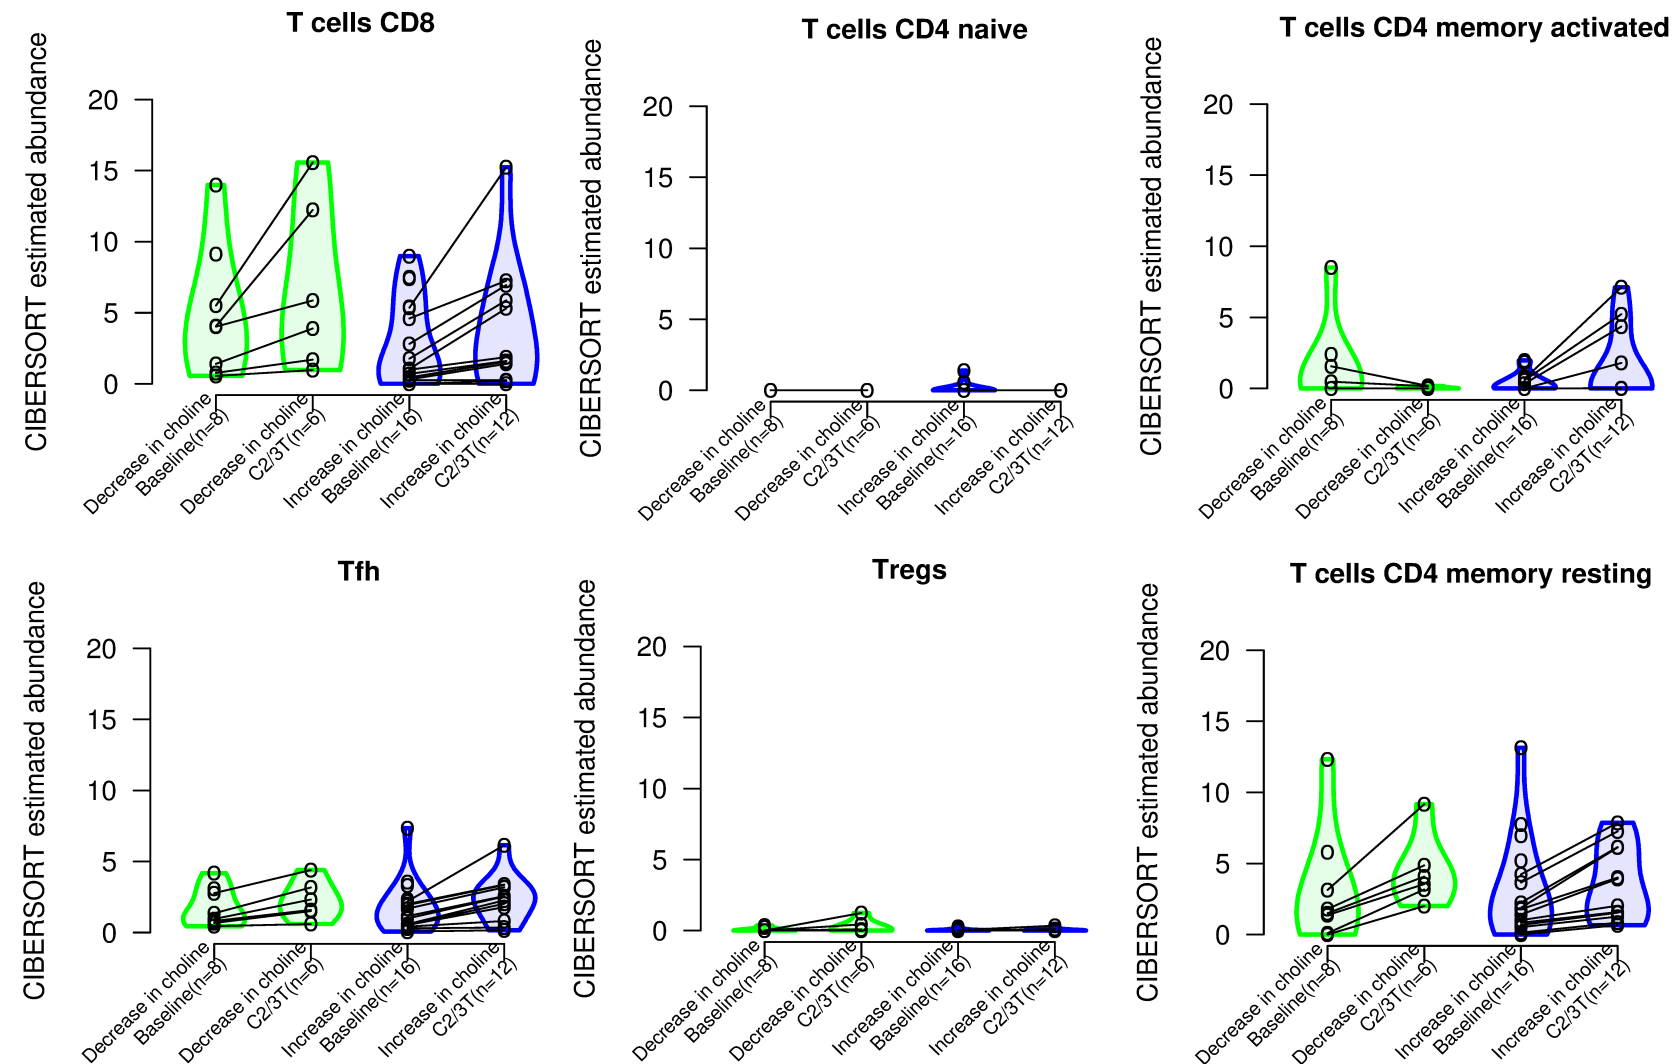 T cells CD8
CIBERSORT estimated abundance
20
15
10
5
0
Decrease in choline
Baseline(n=8)
Decrease in choline
C2/3T(n=6)
Increase in choline
Baseline(n=16)
Increase in choline
C2/3T(n=12)
T cells CD4 naive
CIBERSORT estimated abundance
20
15
10
5
0
Decrease in choline
Baseline(n=8)
Decrease in choline
C2/3T(n=6)
Increase in choline
Baseline(n=16)
Increase in choline
C2/3T(n=12)
T cells CD4 memory activated
CIBERSORT estimated abundance
20
15
10
5
0
Decrease in choline
Baseline(n=8)
Decrease in choline
C2/3T(n=6)
Increase in choline
Baseline(n=16)
Increase in choline
C2/3T(n=12)
Tfh
CIBERSORT estimated abundance
20
15
10
5
0
Decrease in choline
Baseline(n=8)
Decrease in choline
C2/3T(n=6)
Increase in choline
Baseline(n=16)
Increase in choline
C2/3T(n=12)
Tregs
CIBERSORT estimated abundance
20
15
10
5
0
Decrease in choline
Baseline(n=8)
Decrease in choline
C2/3T(n=6)
Increase in choline
Baseline(n=16)
Increase in choline
C2/3T(n=12)
T cells CD4 memory resting
CIBERSORT estimated abundance
20
15
10
5
0
Decrease in choline
Baseline(n=8)
Decrease in choline
C2/3T(n=6)
Increase in choline
Baseline(n=16)
Increase in choline
C2/3T(n=12)